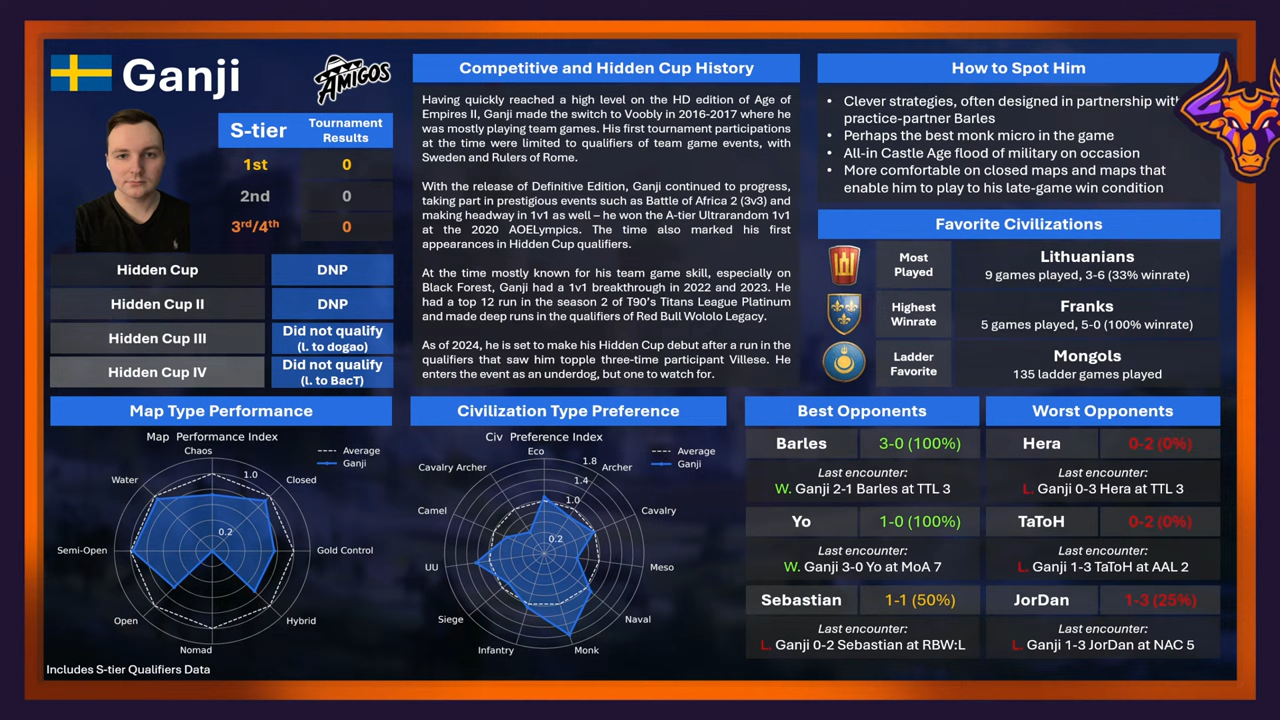 Ganji
AMIGOS
S-tier
Tournament
Results
1st
0
2nd
0
3rd/4th
0
Hidden Cup
DNP
Hidden Cup II
DNP
Hidden Cup III
Did not qualify
(l. to dogao)
Hidden Cup IV
Did not qualify
(l. to BacT)
Competitive and Hidden Cup History
Having quickly reached a high level on the HD edition of Age of
Empires II, Ganji made the switch to Voobly in 2016-2017 where he
was mostly playing team games. His first tournament participations
at the time were limited to qualifiers of team game events, with
Sweden and Rulers of Rome.
With the release of Definitive Edition, Ganji continued to progress,
taking part in prestigious events such as Battle of Africa 2 (3v3) and
making headway in 1v1 as well – he won the A-tier Ultrarandom 1v1
at the 2020 AOELympics. The time also marked his first
appearances in Hidden Cup qualifiers.
At the time mostly known for his team game skill, especially on
Black Forest, Ganji had a 1v1 breakthrough in 2022 and 2023. He
had a top 12 run in the season 2 of T90's Titans League Platinum
and made deep runs in the qualifiers of Red Bull Wololo Legacy.
As of 2024, he is set to make his Hidden Cup debut after a run in the
qualifiers that saw him topple three-time participant Villese. He
enters the event as an underdog, but one to watch for.
How to Spot Him
• Clever strategies, often designed in partnership with
practice-partner Barles
• Perhaps the best monk micro in the game
• All-in Castle Age flood of military on occasion
• More comfortable on closed maps and maps that
enable him to play to his late-game win condition
Favorite Civilizations
Most
Played
Lithuanians
9 games played, 3-6 (33% winrate)
Highest
Winrate
Franks
5 games played, 5-0 (100% winrate)
Ladder
Favorite
Mongols
135 ladder games played
Map Type Performance
Map Performance Index
Average
Ganji
Chaos
Closed
Gold Control
Hybrid
Nomad
Open
Semi-Open
Water
1.0
0.2
Includes S-tier Qualifiers Data
Civilization Type Preference
Civ Preference Index
Average
Ganji
Eco
Archer
Cavalry
Meso
Naval
Monk
Infantry
Siege
UU
Camel
Cavalry Archer
1.8
1.4
1.0
0.2
Best Opponents
Barles
3-0 (100%)
Last encounter:
W. Ganji 2-1 Barles at TTL 3
Yo
1-0 (100%)
Last encounter:
W. Ganji 3-0 Yo at MoA 7
Sebastian
1-1 (50%)
Last encounter:
L. Ganji 0-2 Sebastian at RBW:L
Worst Opponents
Hera
0-2 (0%)
Last encounter:
L. Ganji 0-3 Hera at TTL 3
TaToH
0-2 (0%)
Last encounter:
L. Ganji 1-3 TaToH at AAL 2
JorDan
1-3 (25%)
Last encounter:
L. Ganji 1-3 JorDan at NAC 5